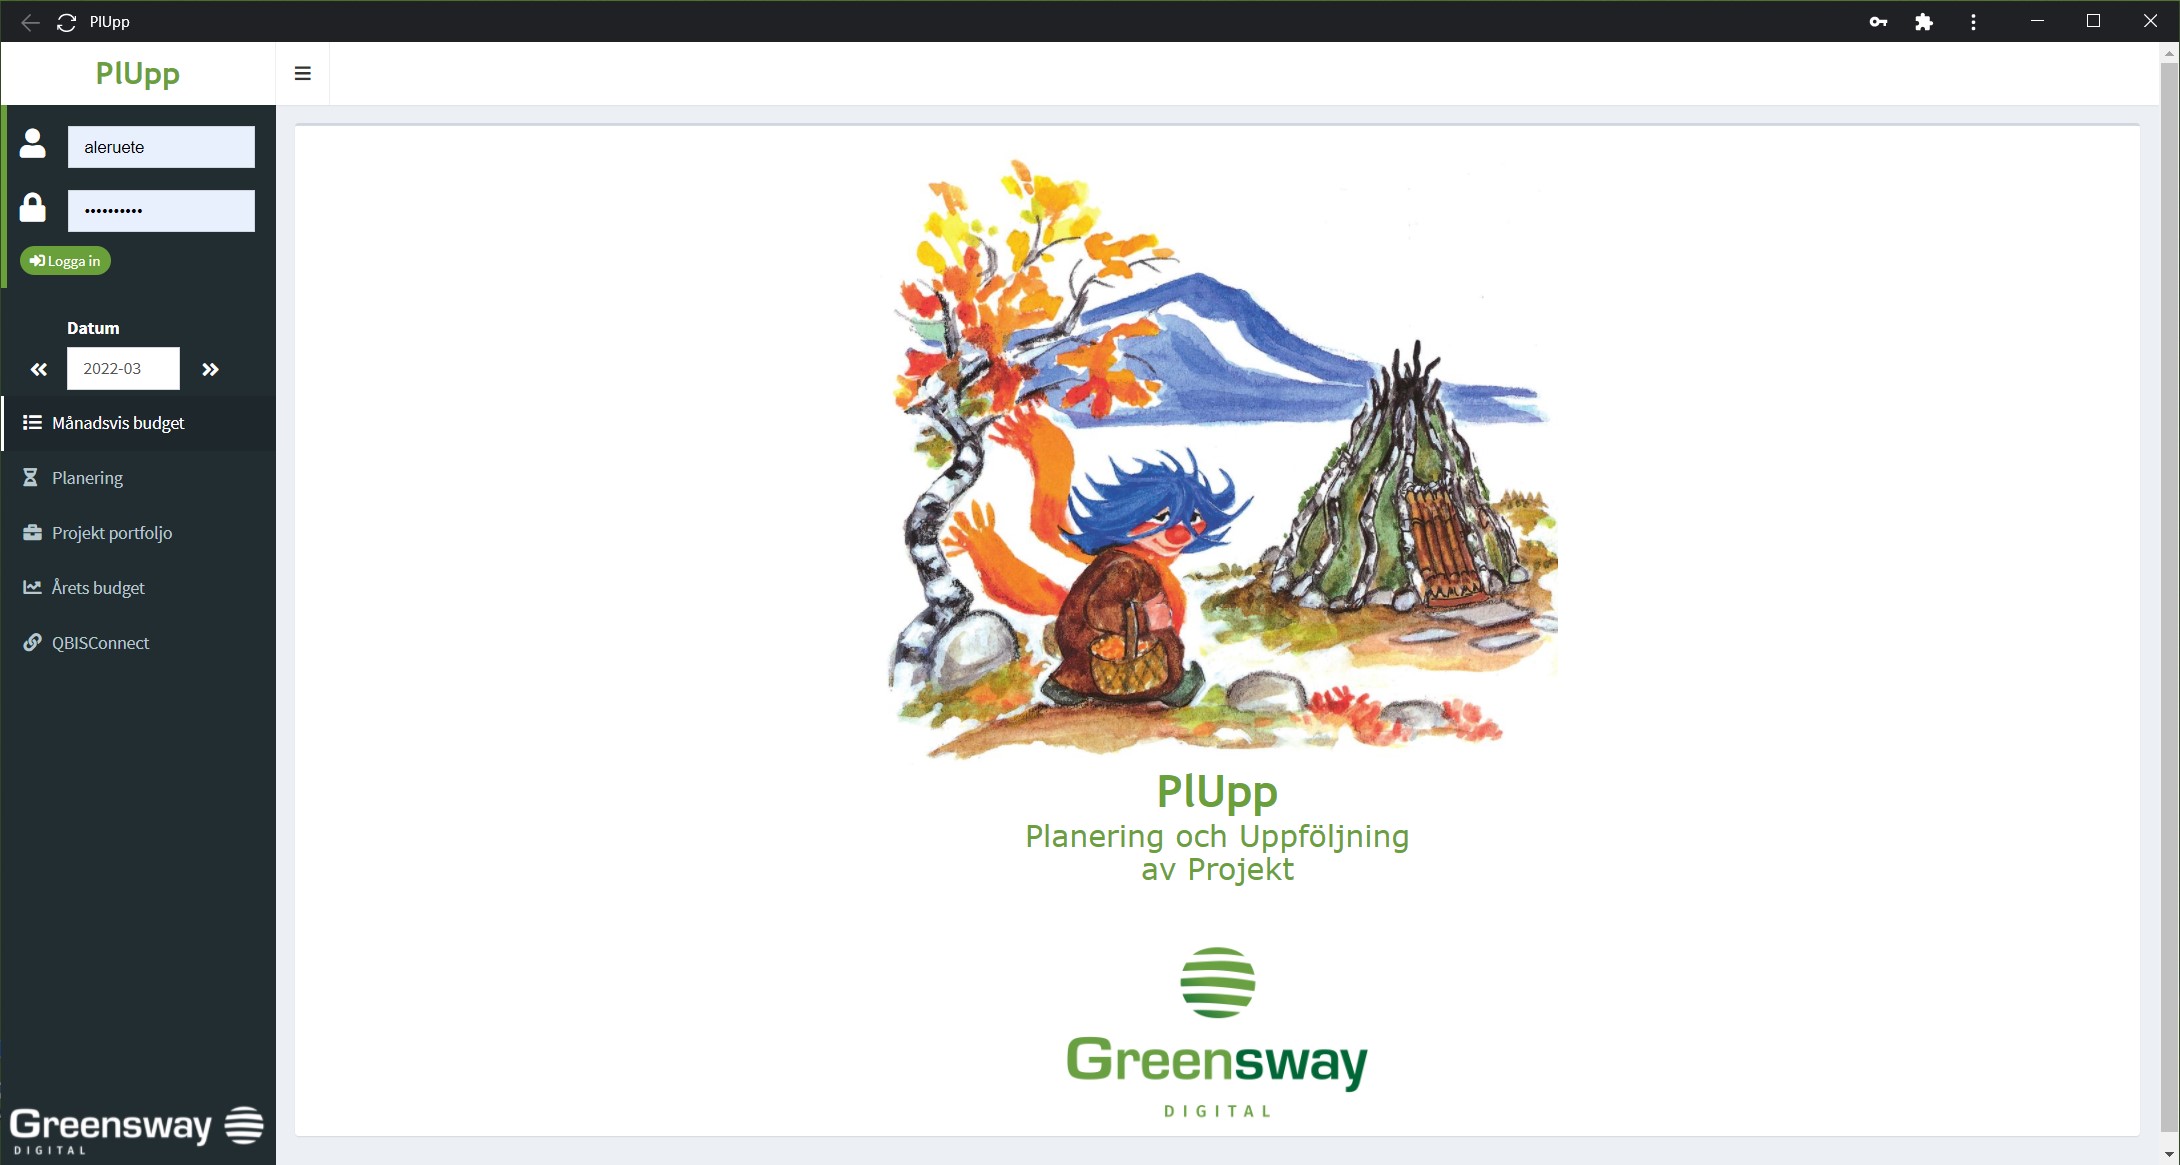 PlUpp
PlUpp
aleruete
••••••••••
Logga in
Datum
2022-03
Månadsvis budget
Planering
Projekt portfoljo
Årets budget
QBISConnect
Greensway
DIGITAL
PlUpp
Planering och Uppföljning
av Projekt
Greensway
DIGITAL